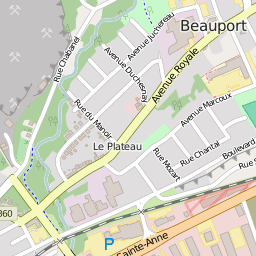 Beauport
Avenue Juchereau
Rue Chabanel
Avenue Duchesnay
Avenue Royale
Rue du Manoir
Avenue Marcoux
Le Plateau
Rue Chantal
Rue Mozart
Boulevard
Rue
360
P
Sainte-Anne